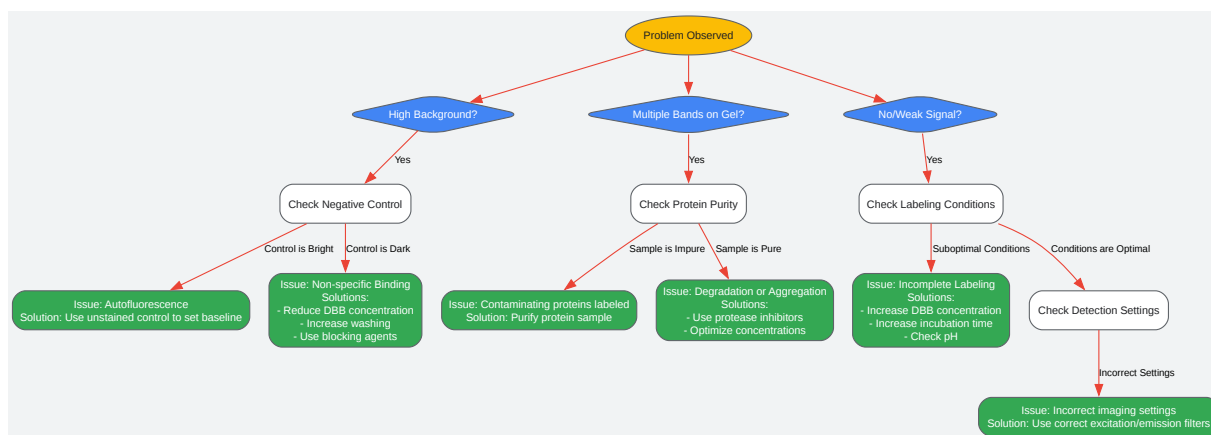 Problem Observed
High Background?
Multiple Bands on Gel?
No/Weak Signal?
Yes
Yes
Yes
Check Negative Control
Check Protein Purity
Check Labeling Conditions
Control is Bright
Control is Dark
Sample is Impure
Sample is Pure
Suboptimal Conditions
Conditions are Optimal
Issue: Autofluorescence
Solution: Use unstained control to set baseline
Issue: Non-specific Binding
Solutions:
- Reduce DBB concentration
- Increase washing
- Use blocking agents
Issue: Contaminating proteins labeled
Solution: Purify protein sample
Issue: Degradation or Aggregation
Solutions:
- Use protease inhibitors
- Optimize concentrations
Issue: Incomplete Labeling
Solutions:
- Increase DBB concentration
- Increase incubation time
- Check pH
Check Detection Settings
Incorrect Settings
Issue: Incorrect imaging settings
Solution: Use correct excitation/emission filters